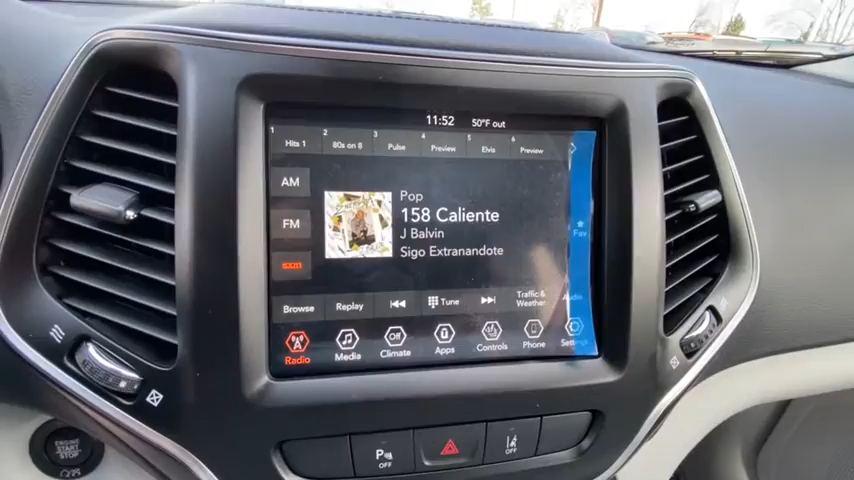 11:52 50°F out
1 Hits 1 2 80s on 8 3 Pulse 4 Preview 5 Elvis 6 Preview
AM
FM
sxm
Pop
158 Caliente
J Balvin
Sigo Extranandote
Fav
Browse Replay Tune Traffic & Weather Audio
Radio Media Off Climate Apps Controls Phone Settings
P OFF OFF
ENGINE
START
STOP